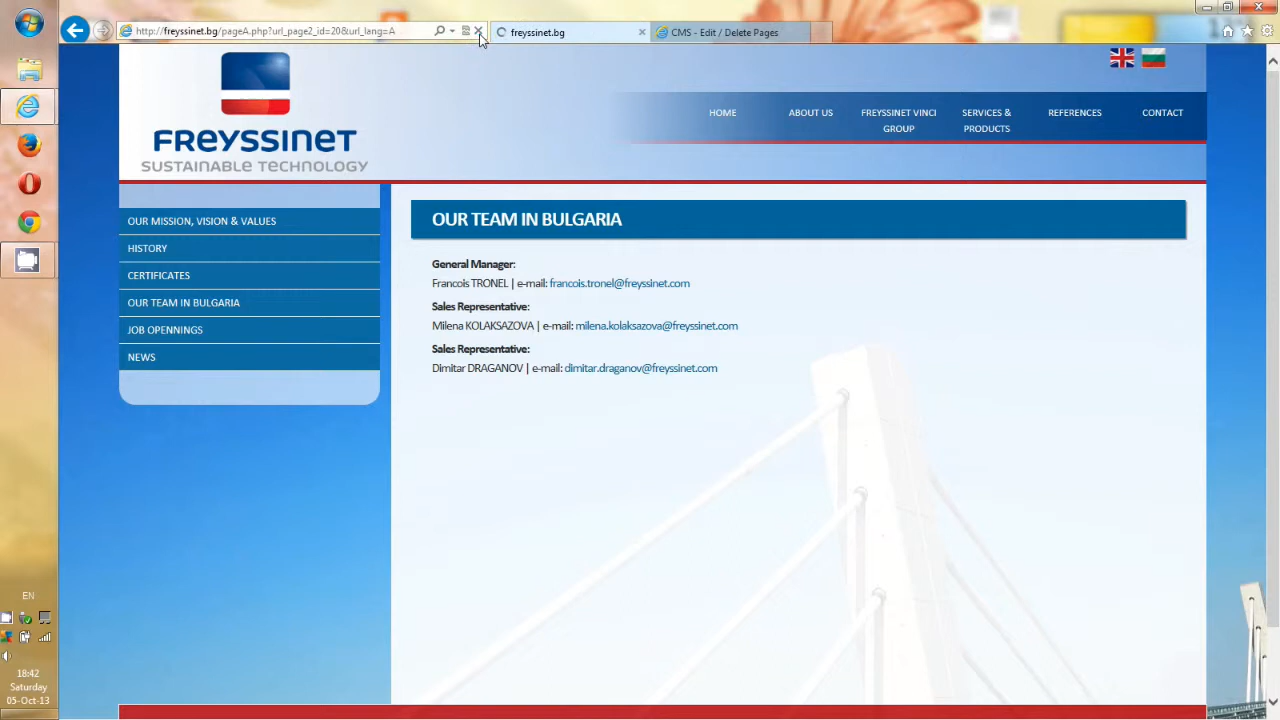 http://freyssinet.bg/pageA.php?url_page2_id=20&url_lang=A
freyssinet.bg
CMS - Edit / Delete Pages
FREYSSINET
SUSTAINABLE TECHNOLOGY
HOME
ABOUT US
FREYSSINET VINCI
GROUP
SERVICES &
PRODUCTS
REFERENCES
CONTACT
OUR MISSION, VISION & VALUES
HISTORY
CERTIFICATES
OUR TEAM IN BULGARIA
JOB OPENNINGS
NEWS
OUR TEAM IN BULGARIA
General Manager:
Francois TRONEL | e-mail: francois.tronel@freyssinet.com
Sales Representative:
Milena KOLAKSAZOVA | e-mail: milena.kolaksazova@freyssinet.com
Sales Representative:
Dimitar DRAGANOV | e-mail: dimitar.draganov@freyssinet.com
EN
18:42
Saturday
05-Oct-13